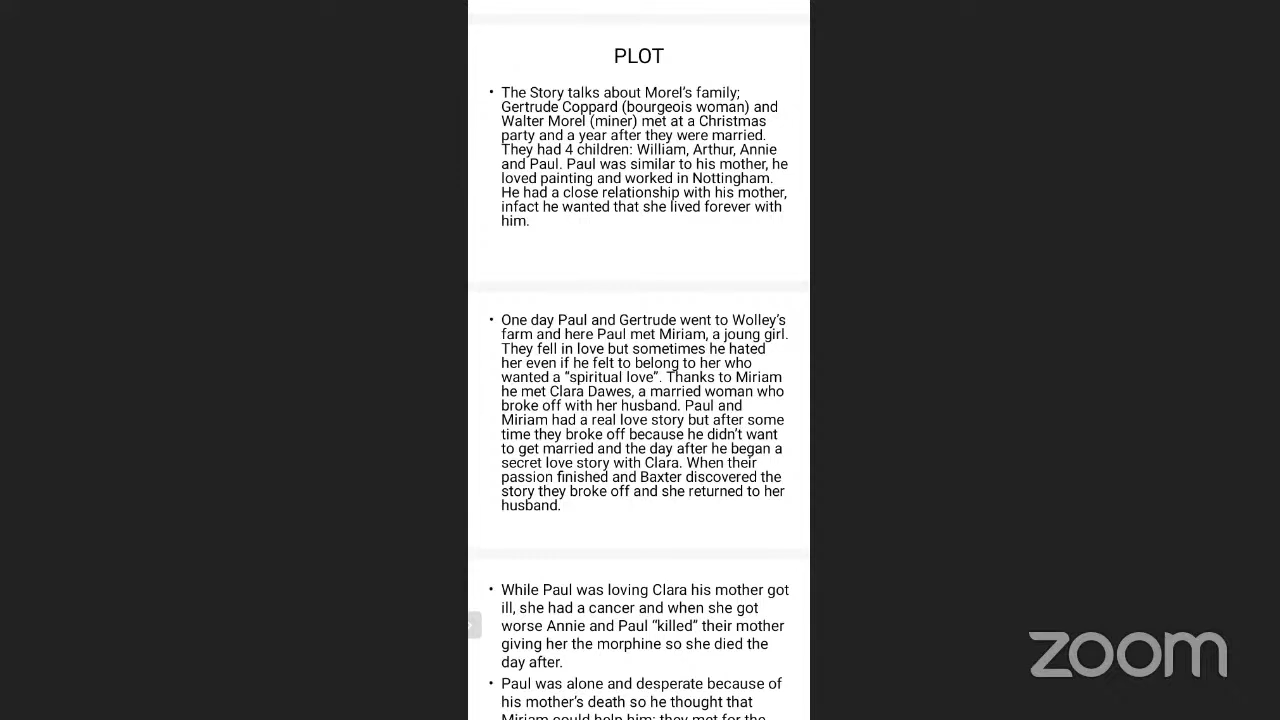 PLOT
• The Story talks about Morel's family;
Gertrude Coppard (bourgeois woman) and
Walter Morel (miner) met at a Christmas
party and a year after they were married.
They had 4 children: William, Arthur, Annie
and Paul. Paul was similar to his mother, he
loved painting and worked in Nottingham.
He had a close relationship with his mother,
infact he wanted that she lived forever with
him.
• One day Paul and Gertrude went to Wolley's
farm and here Paul met Miriam, a joung girl.
They fell in love but sometimes he hated
her even if he felt to belong to her who
wanted a “spiritual love”. Thanks to Miriam
he met Clara Dawes, a married woman who
broke off with her husband. Paul and
Miriam had a real love story but after some
time they broke off because he didn't want
to get married and the day after he began a
secret love story with Clara. When their
passion finished and Baxter discovered the
story they broke off and she returned to her
husband.
• While Paul was loving Clara his mother got
ill, she had a cancer and when she got
worse Annie and Paul “killed” their mother
giving her the morphine so she died the
day after.
• Paul was alone and desperate because of
his mother's death so he thought that
Miriam could help him; they met for the
zoom